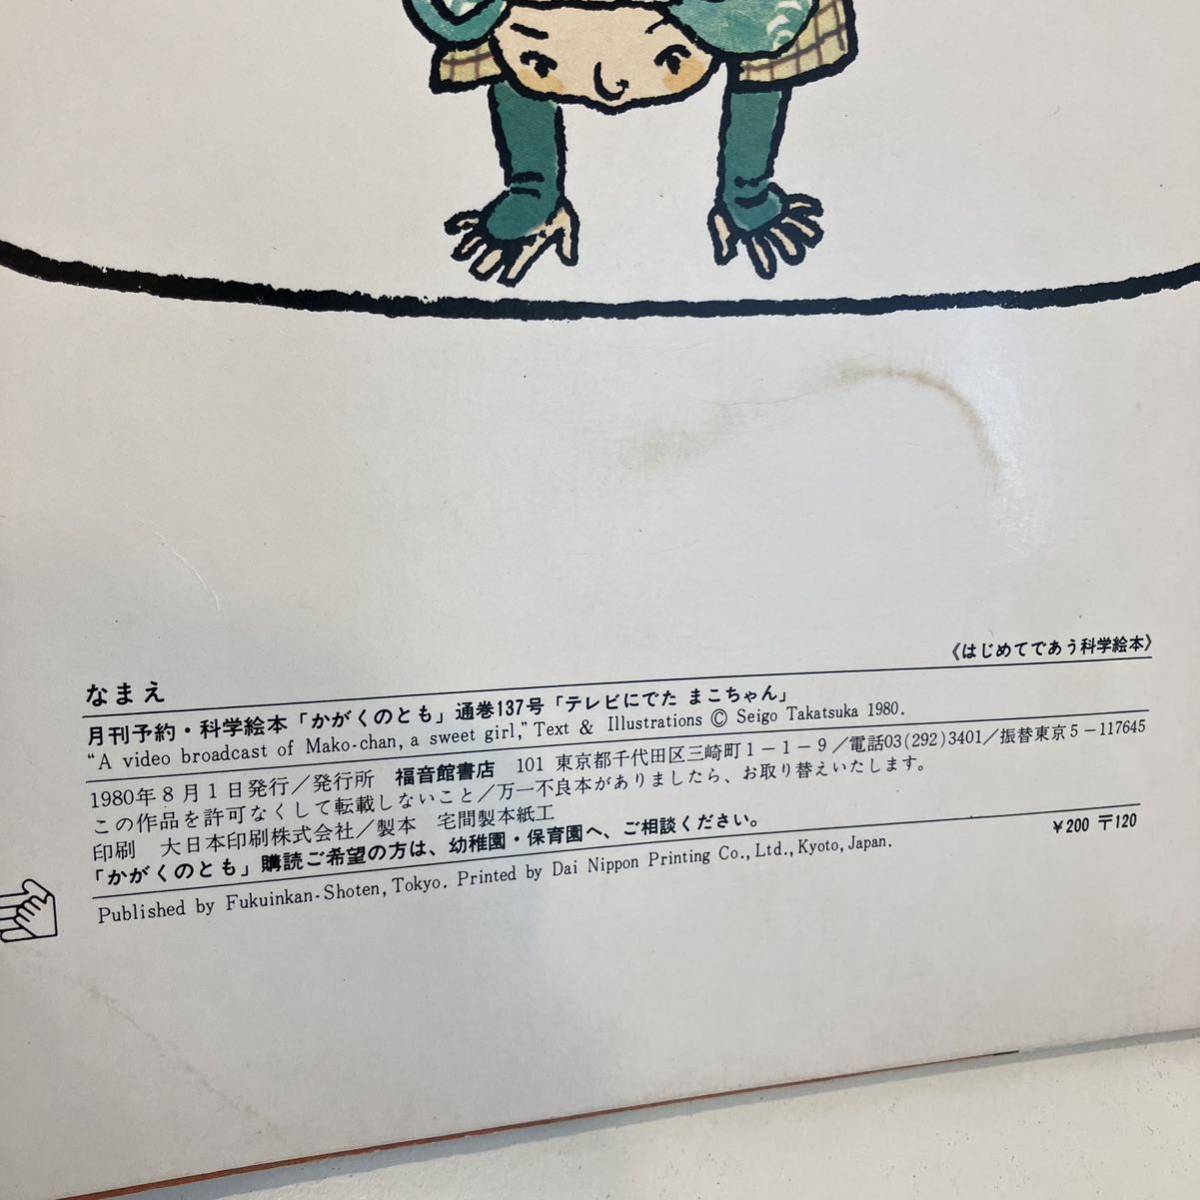 《はじめてであう科学絵本》
なまえ
月刊予約・科学絵本「かがくのとも」通巻137号「テレビにでた まこちゃん」
“A video broadcast of Mako-chan, a sweet girl,” Text & Illustrations © Seigo Takatsuka 1980.
1980年8月1日発行／発行所 福音館書店 101 東京都千代田区三崎町1-1-9／電話03(292)3401／振替東京5-117645
この作品を許可なくして転載しないこと／万一不良本がありましたら、お取り替えいたします。
印刷 大日本印刷株式会社／製本 宅間製本紙工
「かがくのとも」購読ご希望の方は、幼稚園・保育園へ、ご相談ください。 ¥200 〒120
Published by Fukuinkan-Shoten, Tokyo. Printed by Dai Nippon Printing Co., Ltd., Kyoto, Japan.